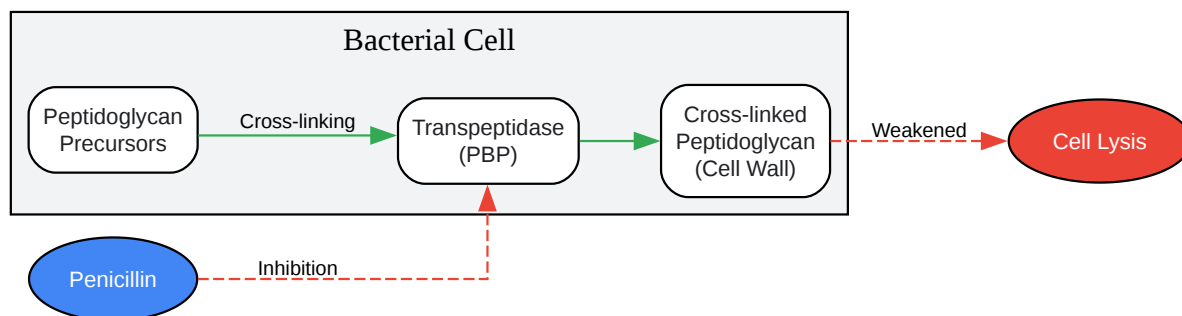 Bacterial Cell
Peptidoglycan
Precursors
Cross-linking
Transpeptidase
(PBP)
Cross-linked
Peptidoglycan
(Cell Wall)
Weakened
Cell Lysis
Penicillin
Inhibition